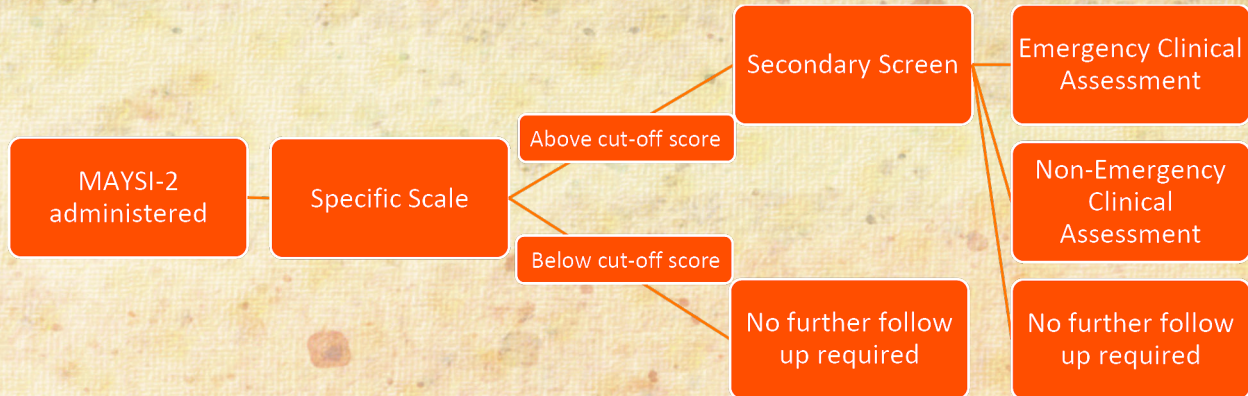 MAYSI-2
administered
Specific Scale
Above cut-off score
Below cut-off score
Secondary Screen
No further follow
up required
Emergency Clinical
Assessment
Non-Emergency
Clinical
Assessment
No further follow
up required